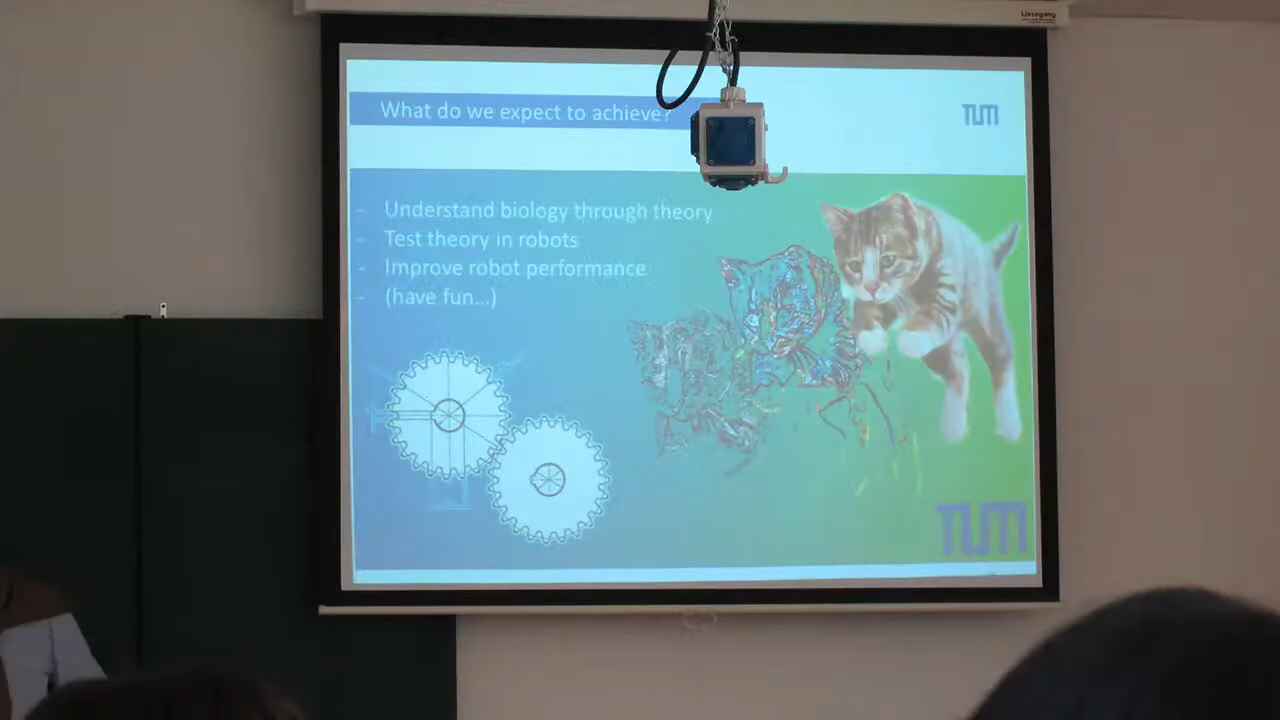 Liesegang
What do we expect to achieve?
TUM
- Understand biology through theory
- Test theory in robots
- Improve robot performance
- (have fun...)
TUM